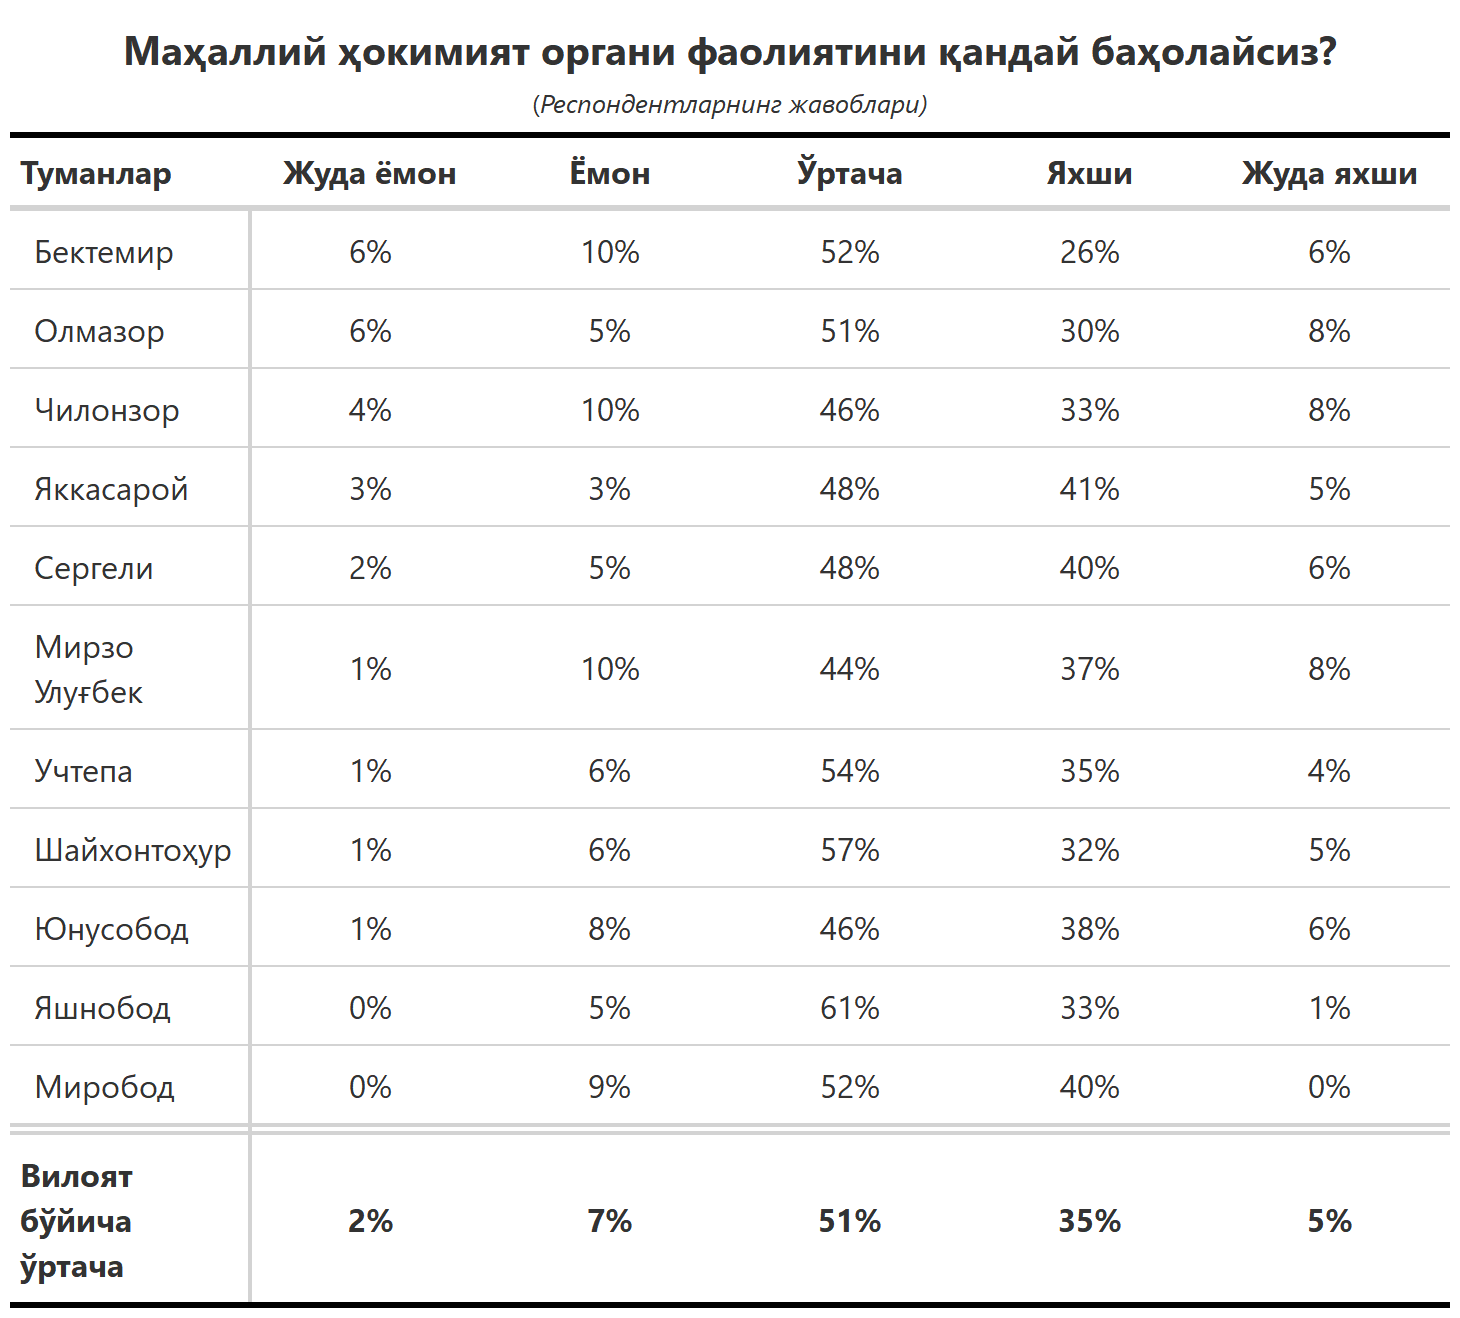 Маҳаллий ҳокимият органи фаолиятини қандай баҳолайсиз?
(Респондентларнинг жавоблари)
Туманлар Жуда ёмон Ёмон Ўртача Яхши Жуда яхши
Бектемир 6% 10% 52% 26% 6%
Олмазор 6% 5% 51% 30% 8%
Чилонзор 4% 10% 46% 33% 8%
Яккасарой 3% 3% 48% 41% 5%
Сергели 2% 5% 48% 40% 6%
Мирзо
Улуғбек 1% 10% 44% 37% 8%
Учтепа 1% 6% 54% 35% 4%
Шайхонтоҳур 1% 6% 57% 32% 5%
Юнусобод 1% 8% 46% 38% 6%
Яшнобод 0% 5% 61% 33% 1%
Миробод 0% 9% 52% 40% 0%
Вилоят
бўйича 2% 7% 51% 35% 5%
ўртача